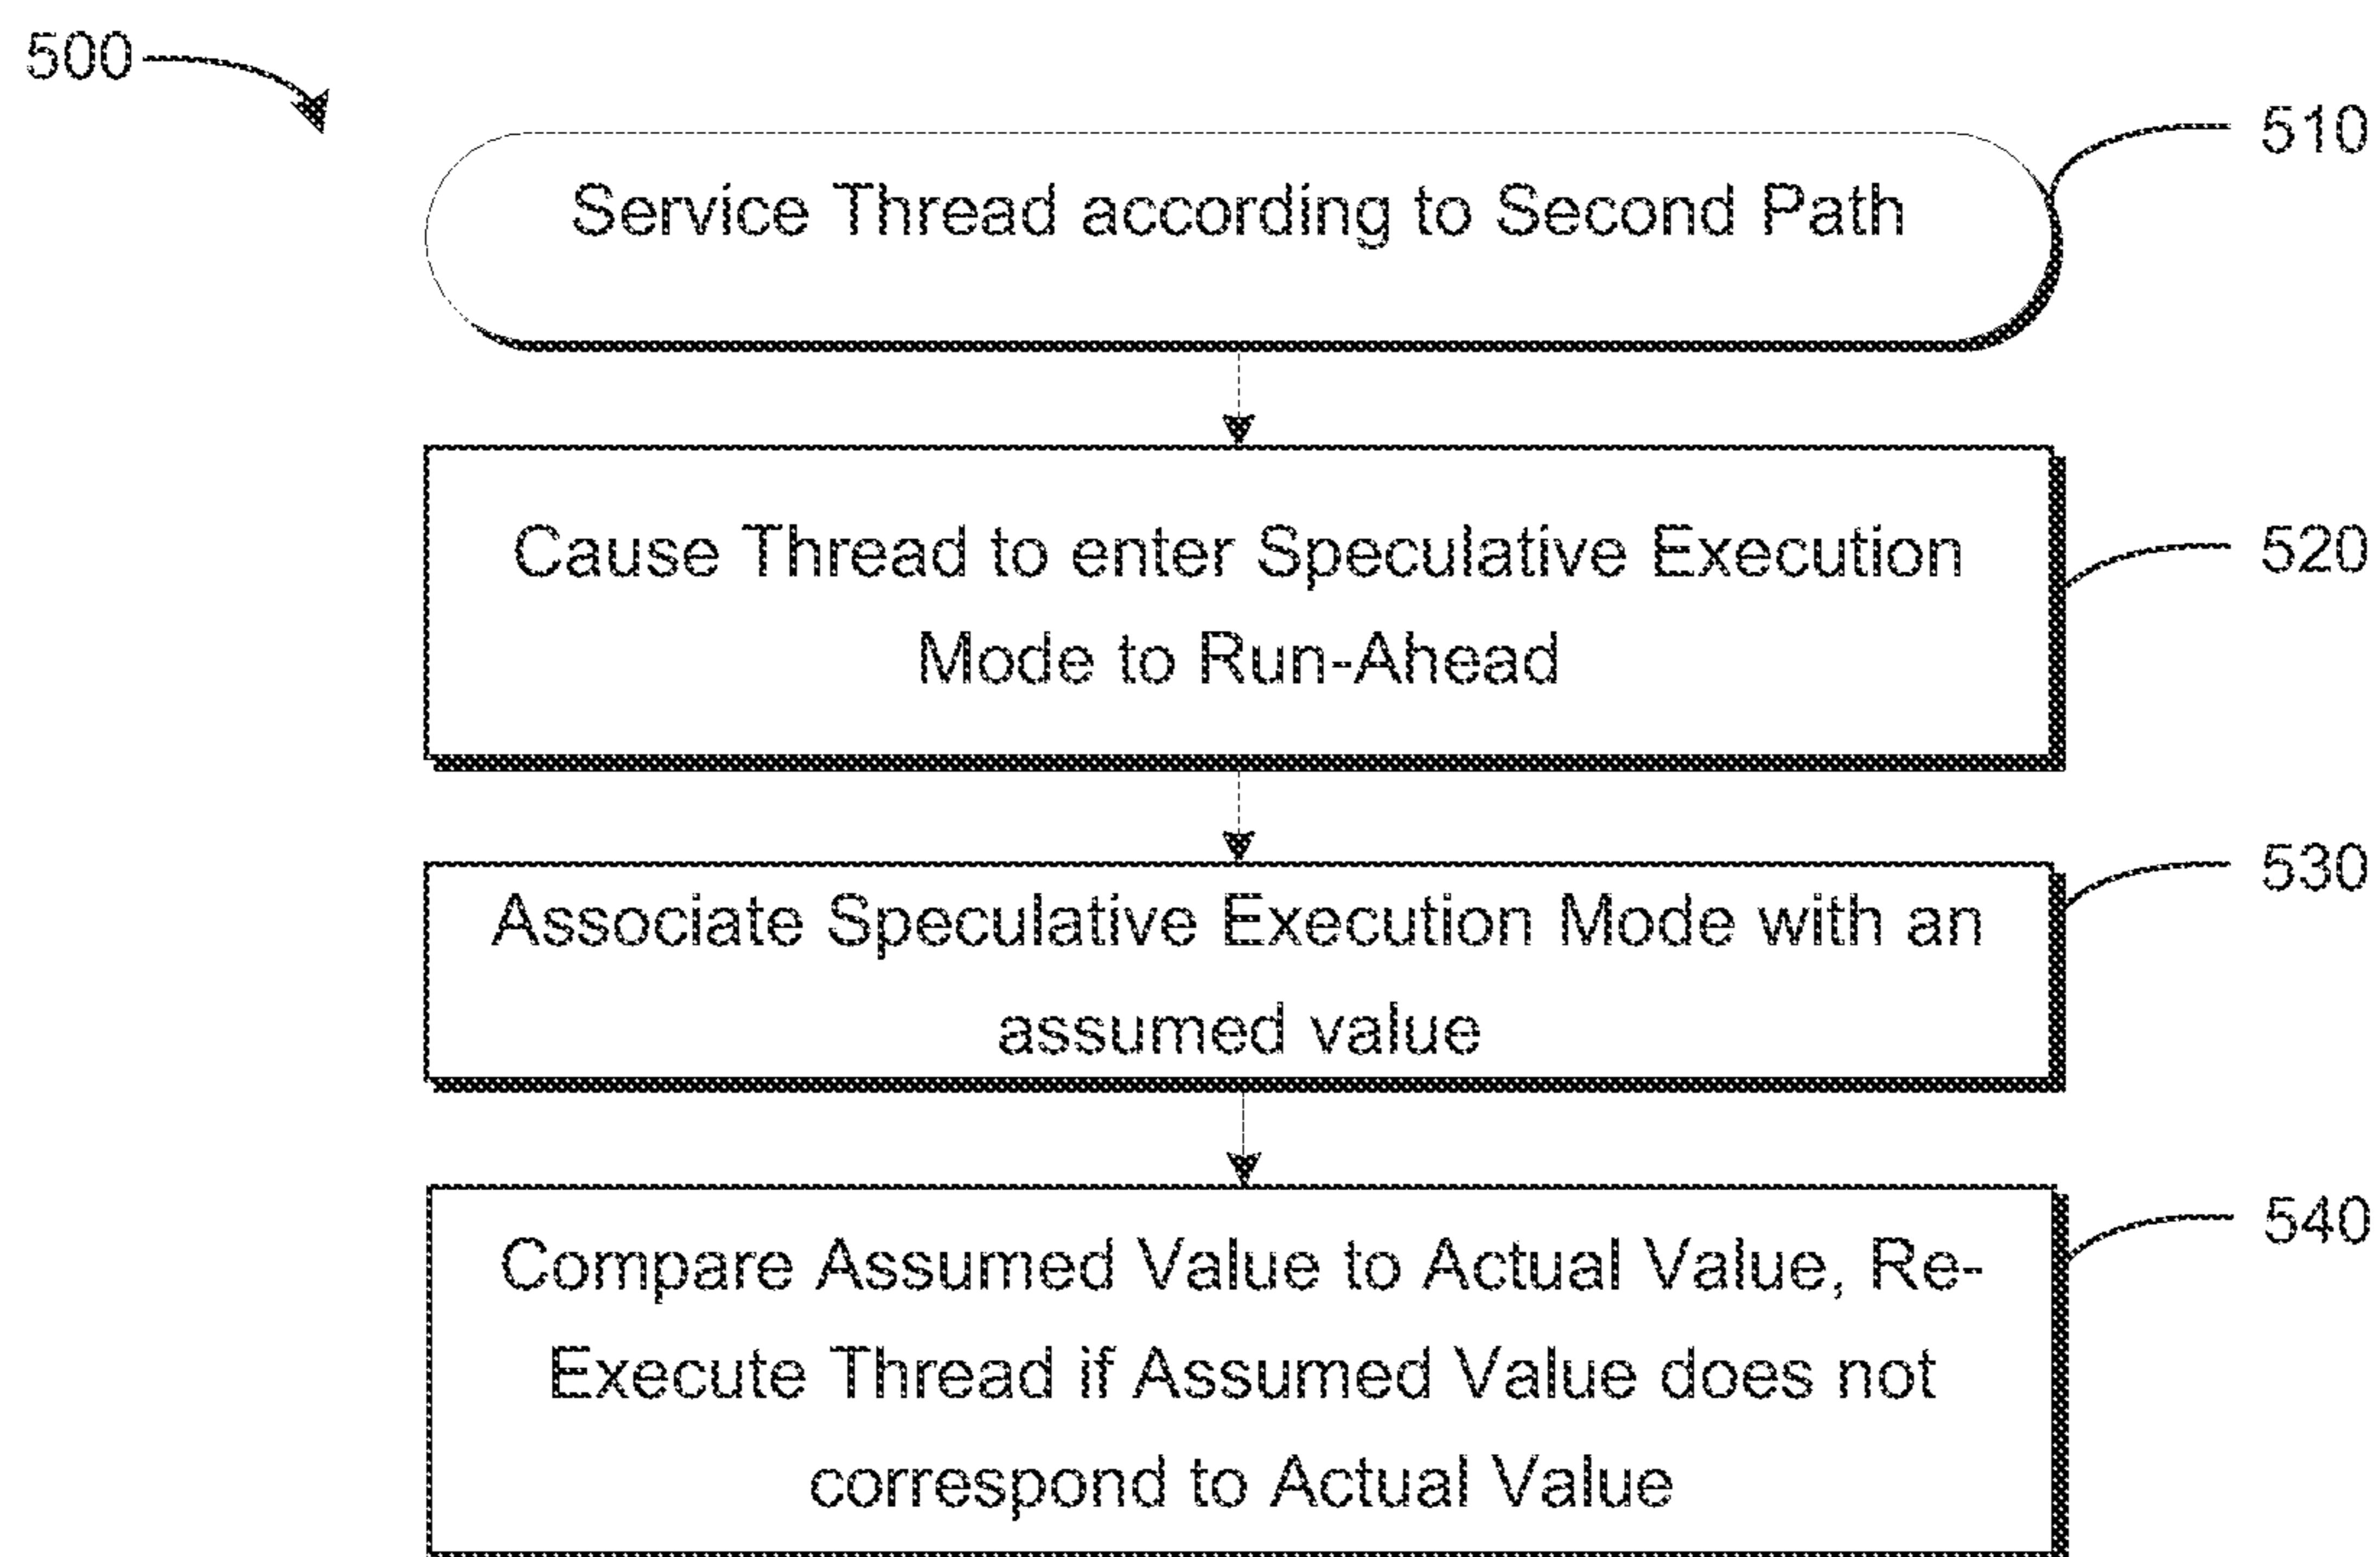 500
510
Service Thread according to Second Path
520
Cause Thread to enter Speculative Execution
Mode to Run-Ahead
530
Associate Speculative Execution Mode with an
assumed value
540
Compare Assumed Value to Actual Value, Re-
Execute Thread if Assumed Value does not
correspond to Actual Value